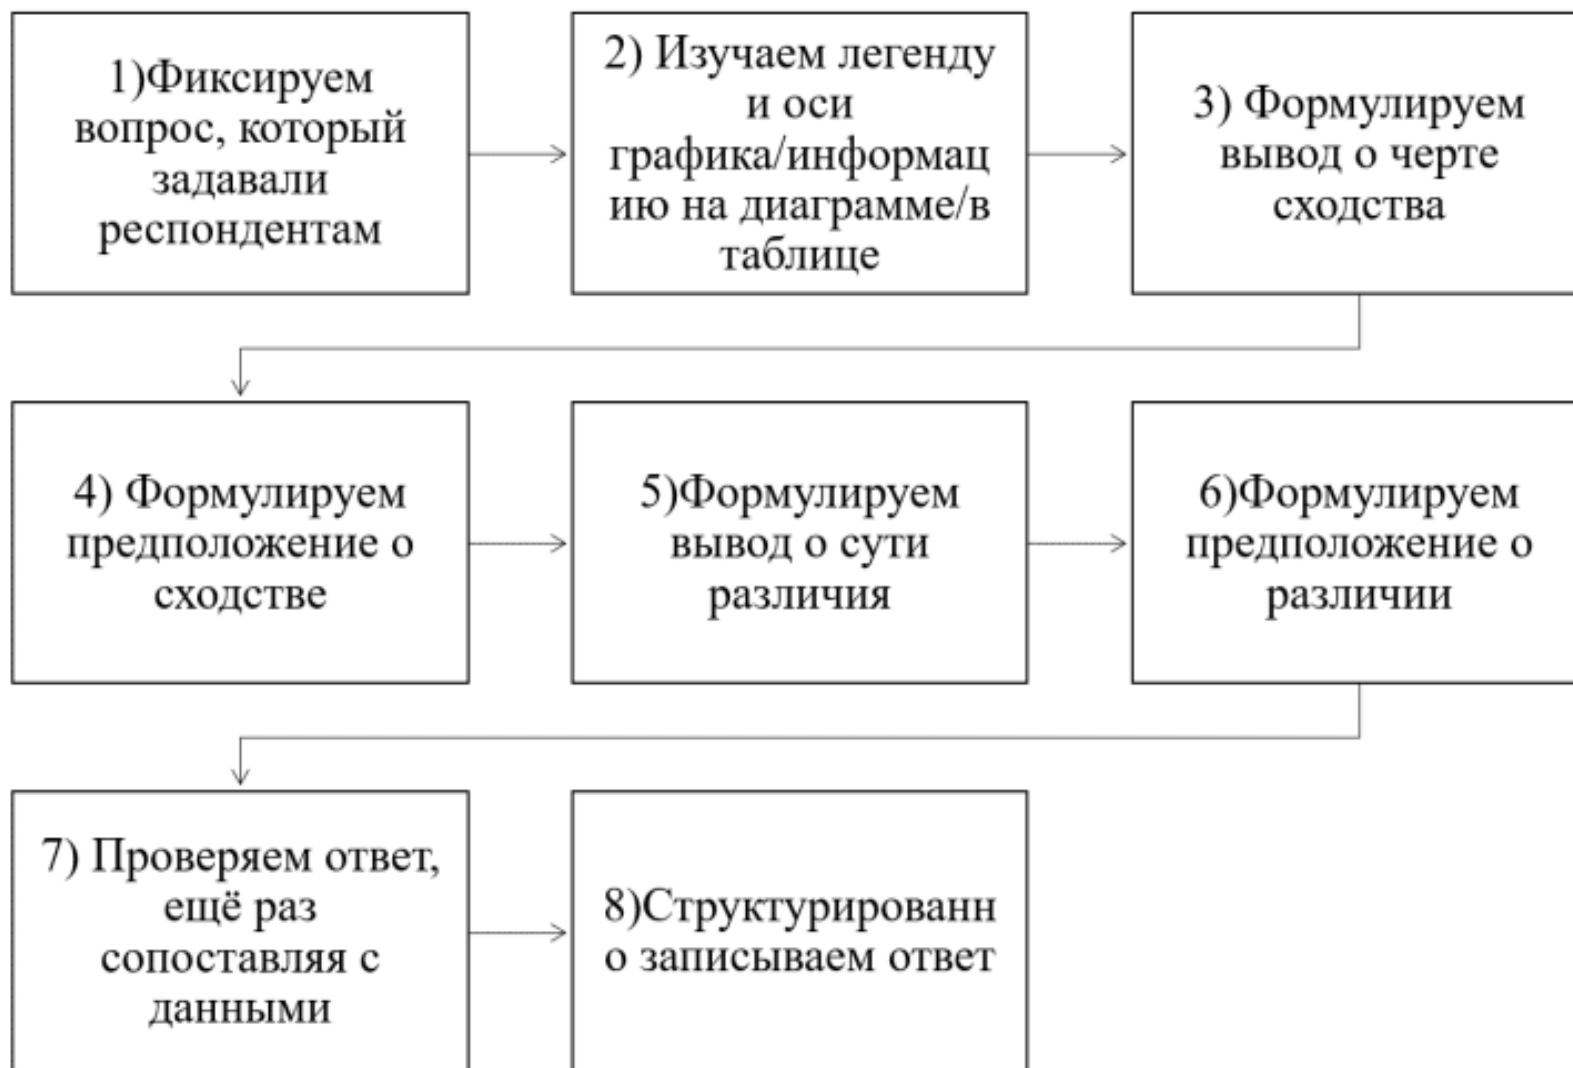 1)Фиксируем
вопрос, который
задавали
респондентам
2) Изучаем легенду
и оси
графика/информац
ию на диаграмме/в
таблице
3) Формулируем
вывод о черте
сходства
4) Формулируем
предположение о
сходстве
5)Формулируем
вывод о сути
различия
6)Формулируем
предположение о
различии
7) Проверяем ответ,
ещё раз
сопоставляя с
данными
8)Структурированн
о записываем ответ